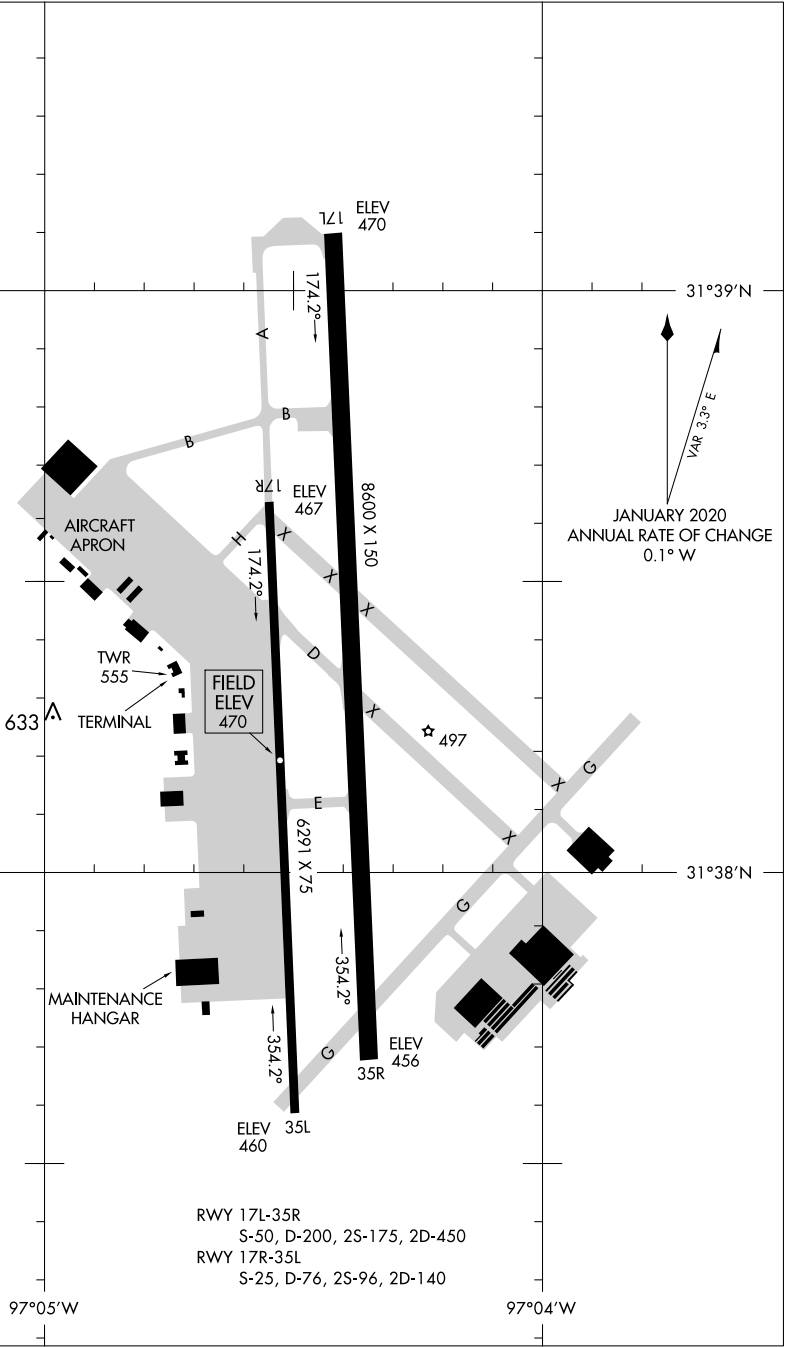 17L
ELEV
470
31°39'N
174.2°
A
VAR 3.3° E
B
B
8600 X 150
17R
ELEV
467
JANUARY 2020
ANNUAL RATE OF CHANGE
0.1° W
AIRCRAFT
APRON
H
X
174.2°
X
X
TWR
555
D
FIELD
ELEV
470
633
TERMINAL
X
497
G
X
E
6291 X 75
X
31°38'N
G
354.2°
MAINTENANCE
HANGAR
354.2°
G
ELEV
456
35R
ELEV
460
35L
RWY 17L-35R
S-50, D-200, 2S-175, 2D-450
RWY 17R-35L
S-25, D-76, 2S-96, 2D-140
97°05'W
97°04'W